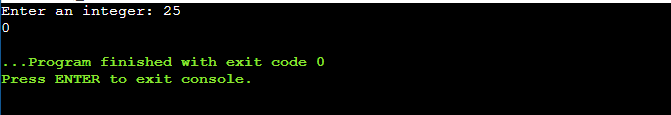 Enter an integer: 25
0
...Program finished with exit code 0
Press ENTER to exit console.